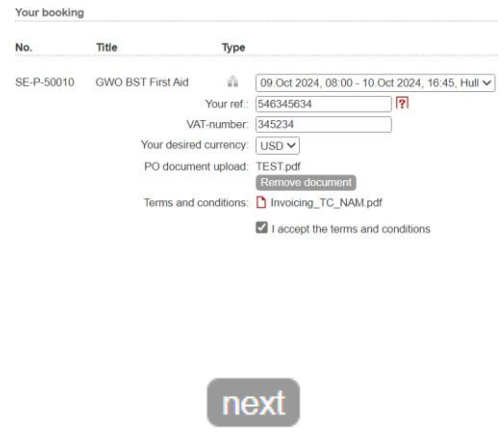 Your booking
No. Title Type
SE-P-50010 GWO BST First Aid 09.Oct 2024, 08:00 - 10.Oct 2024, 16:45, Hull
Your ref.: 546345634 ?
VAT-number: 345234
Your desired currency: USD
PO document upload: TEST.pdf
Remove document
Terms and conditions: Invoicing_TC_NAM.pdf
I accept the terms and conditions
next